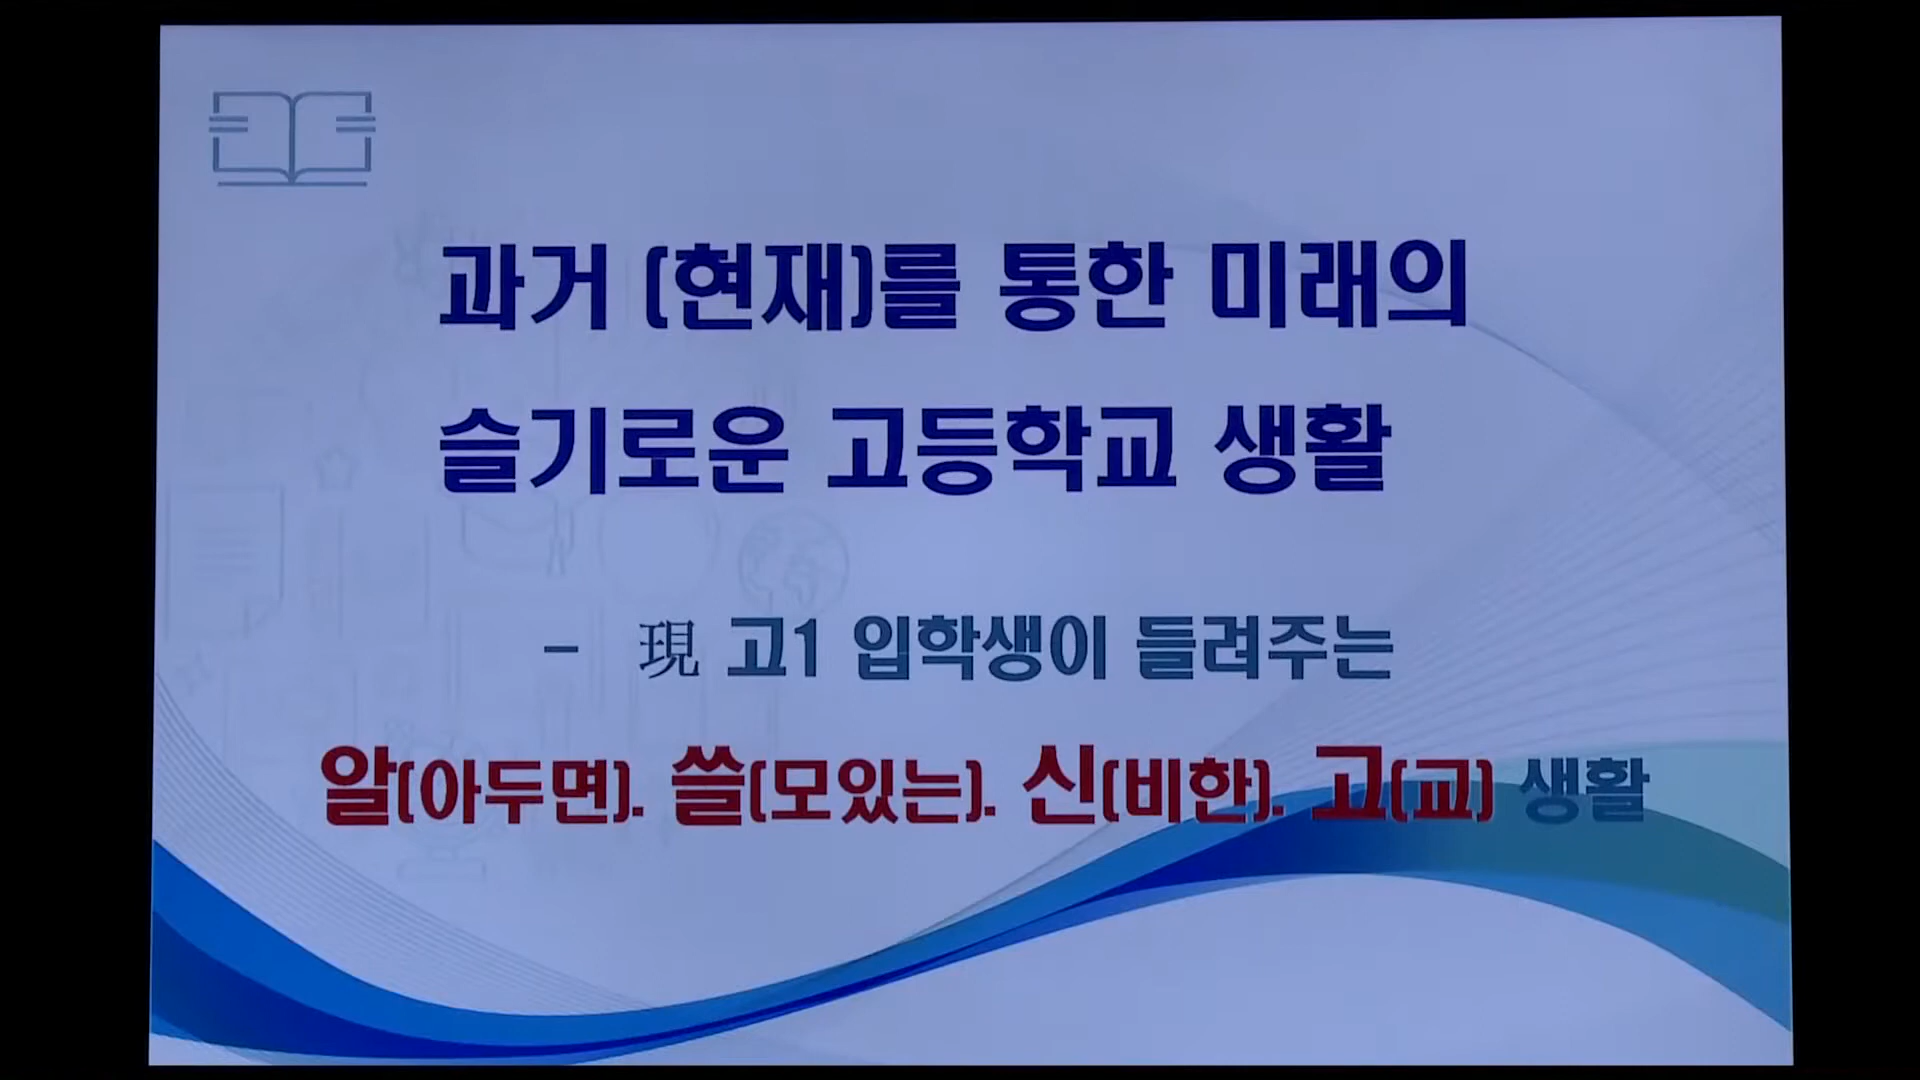 과거 (현재)를 통한 미래의
슬기로운 고등학교 생활
- 現 고1 입학생이 들려주는
알(아두면). 쓸(모있는). 신(비한). 고(교) 생활